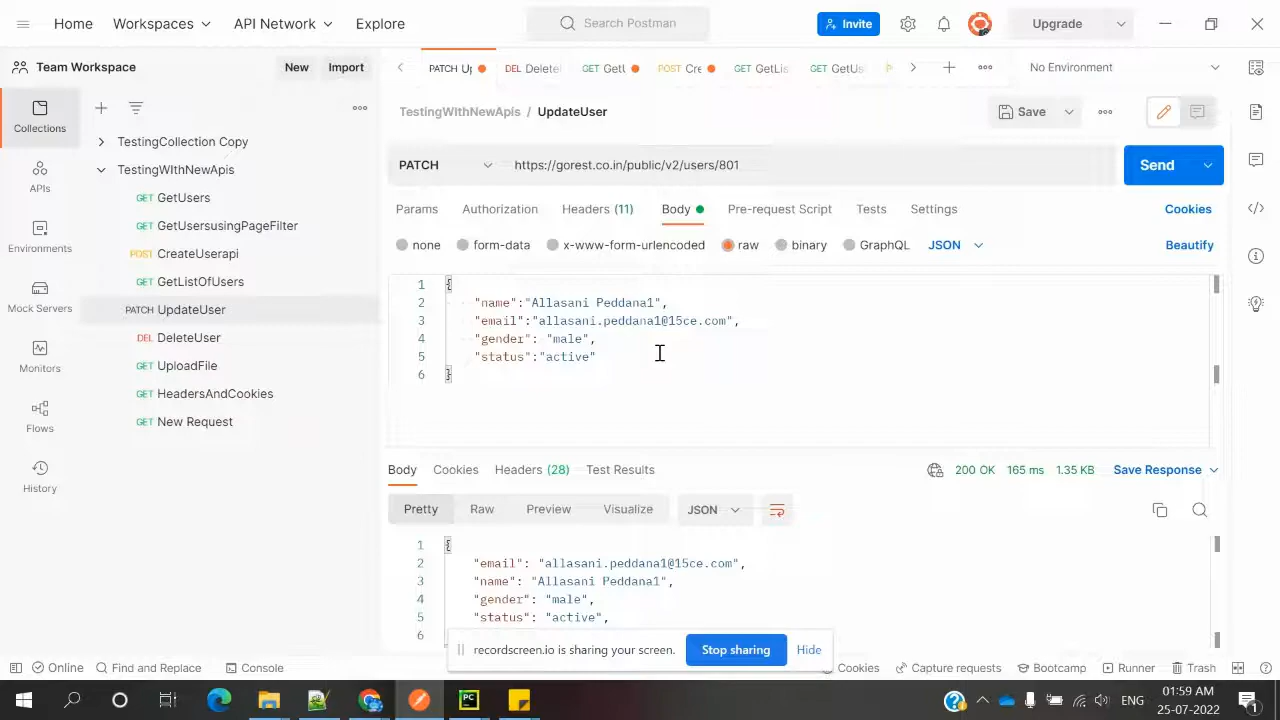 Home Workspaces API Network Explore Search Postman Invite Upgrade
Team Workspace New Import PATCH Up DEL Delete GET GetU POST Cre GET GetLis GET GetUs No Environment
TestingWIthNewApis / UpdateUser Save
Collections
APIs
Environments
Mock Servers
Monitors
Flows
History
TestingCollection Copy
TestingWIthNewApis
GET GetUsers
GET GetUsersusingPageFilter
POST CreateUserapi
GET GetListOfUsers
PATCH UpdateUser
DEL DeleteUser
GET UploadFile
GET HeadersAndCookies
GET New Request
PATCH https://gorest.co.in/public/v2/users/801 Send
Params Authorization Headers (11) Body Pre-request Script Tests Settings Cookies
none form-data x-www-form-urlencoded raw binary GraphQL JSON Beautify
1 {
2 "name":"Allasani Peddana1",
3 "email":"allasani.peddana1@15ce.com",
4 "gender": "male",
5 "status":"active"
6 }
Body Cookies Headers (28) Test Results 200 OK 165 ms 1.35 KB Save Response
Pretty Raw Preview Visualize JSON
1 {
2 "email": "allasani.peddana1@15ce.com",
3 "name": "Allasani Peddana1",
4 "gender": "male",
5 "status": "active",
6
recordscreen.io is sharing your screen. Stop sharing Hide
Online Find and Replace Console Cookies Capture requests Bootcamp Runner Trash
PC ENG 01:59 AM
25-07-2022 1